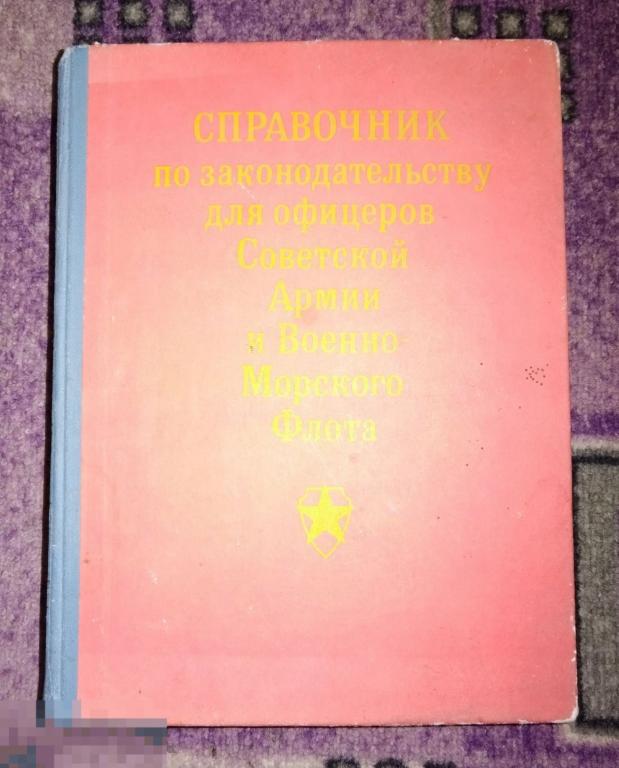 СПРАВОЧНИК
по законодательству
для офицеров
Советской
Армии
и Военно-
Морского
Флота